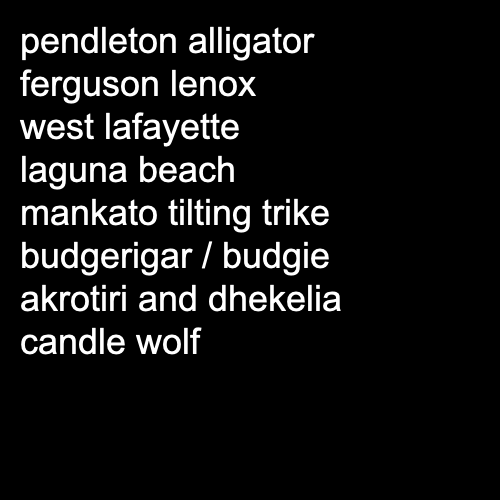 pendleton alligator
ferguson lenox
west lafayette
laguna beach
mankato tilting trike
budgerigar / budgie
akrotiri and dhekelia
candle wolf